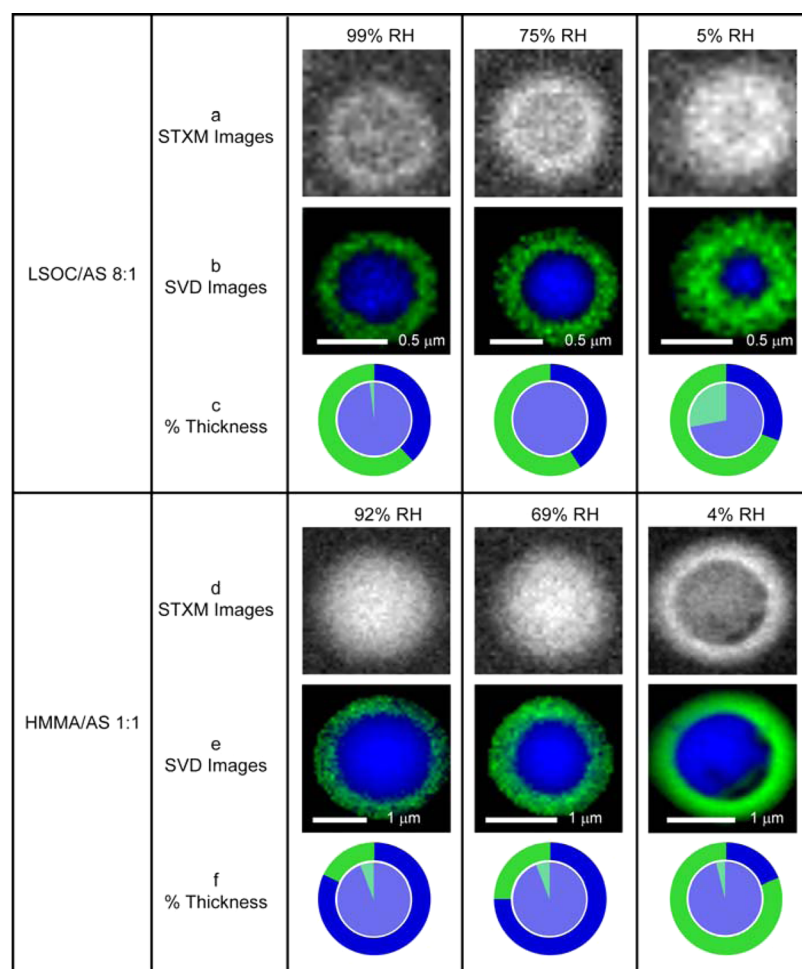 99% RH
75% RH
5% RH
a
STXM Images
LSOC/AS 8:1
b
SVD Images
0.5 μm
0.5 μm
0.5 μm
c
% Thickness
92% RH
69% RH
4% RH
d
STXM Images
HMMA/AS 1:1
e
SVD Images
1 μm
1 μm
1 μm
f
% Thickness